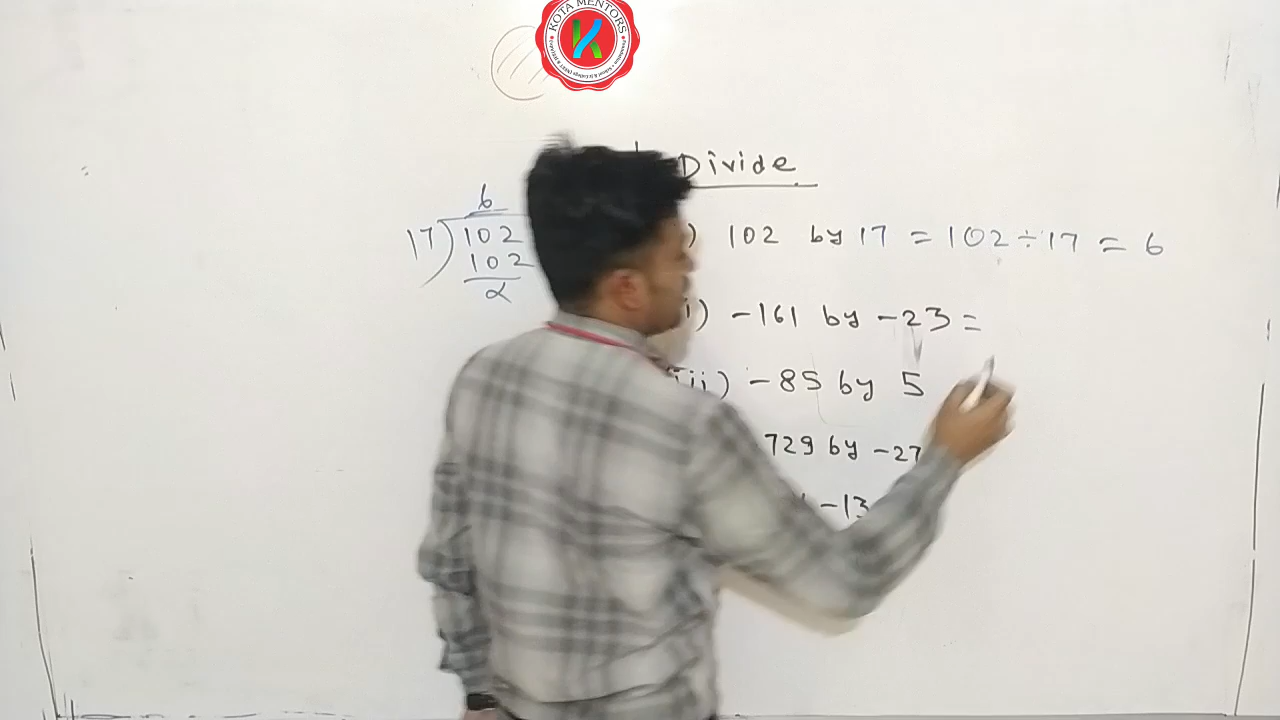 KOTA MENTORS
Divide
6
17) 102
102
) 102 by 17 = 102 ÷ 17 = 6
i) -161 by -23 =
iii) -85 by 5
729 by -27
-13